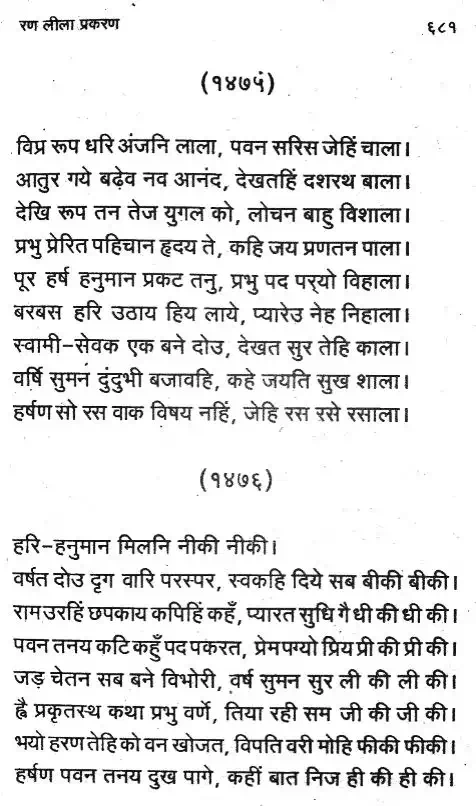 रण लीला प्रकरण
६८१
(१४७५)
विप्र रूप धरि अंजनि लाला, पवन सरिस जेहिं चाला।
आतुर गये बढ़ेव नव आनंद, देखतहिं दशरथ बाला।
देखि रूप तन तेज युगल को, लोचन बाहु विशाला।
प्रभु प्रेरित पहिचान हृदय ते, कहि जय प्रणतन पाला।
पूर हर्ष हनुमान प्रकट तनु, प्रभु पद पर्‌यो विहाला।
बरबस हरि उठाय हिय लाये, प्यारेउ नेह निहाला।
स्वामी-सेवक एक बने दोउ, देखत सुर तेहि काला।
वर्षि सुमन दुंदुभी बजावहि, कहे जयति सुख शाला।
हर्षण सो रस वाक विषय नहिं, जेहि रस रसे रसाला।
(१४७६)
हरि-हनुमान मिलनि नीकी नीकी।
वर्षत दोउ दृग वारि परस्पर, स्वकहि दिये सब बीकी बीकी।
राम उरहिं छपकाय कपिहिं कहँ, प्यारत सुधि गै धी की धी की।
पवन तनय कटि कहुँ पद पकरत, प्रेम पग्यो प्रिय प्री की प्री की।
जड़ चेतन सब बने विभोरी, वर्ष सुमन सुर ली की ली की।
ह्वै प्रकृतस्थ कथा प्रभु वर्णे, तिया रही सम जी की जी की।
भयो हरण तेहि को वन खोजत, विपति वरी मोहि फीकी फीकी।
हर्षण पवन तनय दुख पागे, कहीं बात निज ही की ही की।